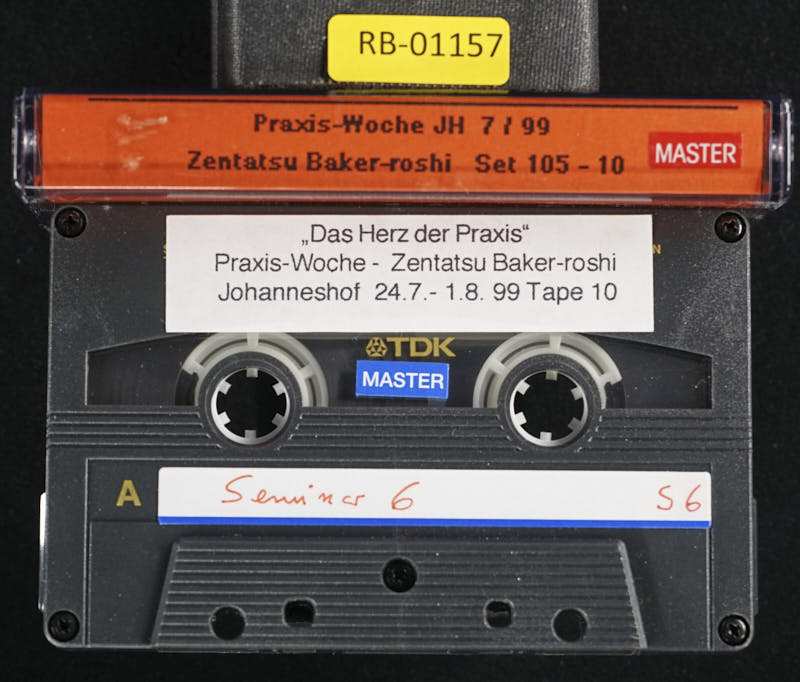 RB-01157
Praxis-Woche JH 7 / 99
Zentatsu Baker-roshi Set 105 - 10
MASTER
„Das Herz der Praxis“
Praxis-Woche - Zentatsu Baker-roshi
Johanneshof 24.7.- 1.8. 99 Tape 10
TDK
MASTER
A
Seminar 6 S6